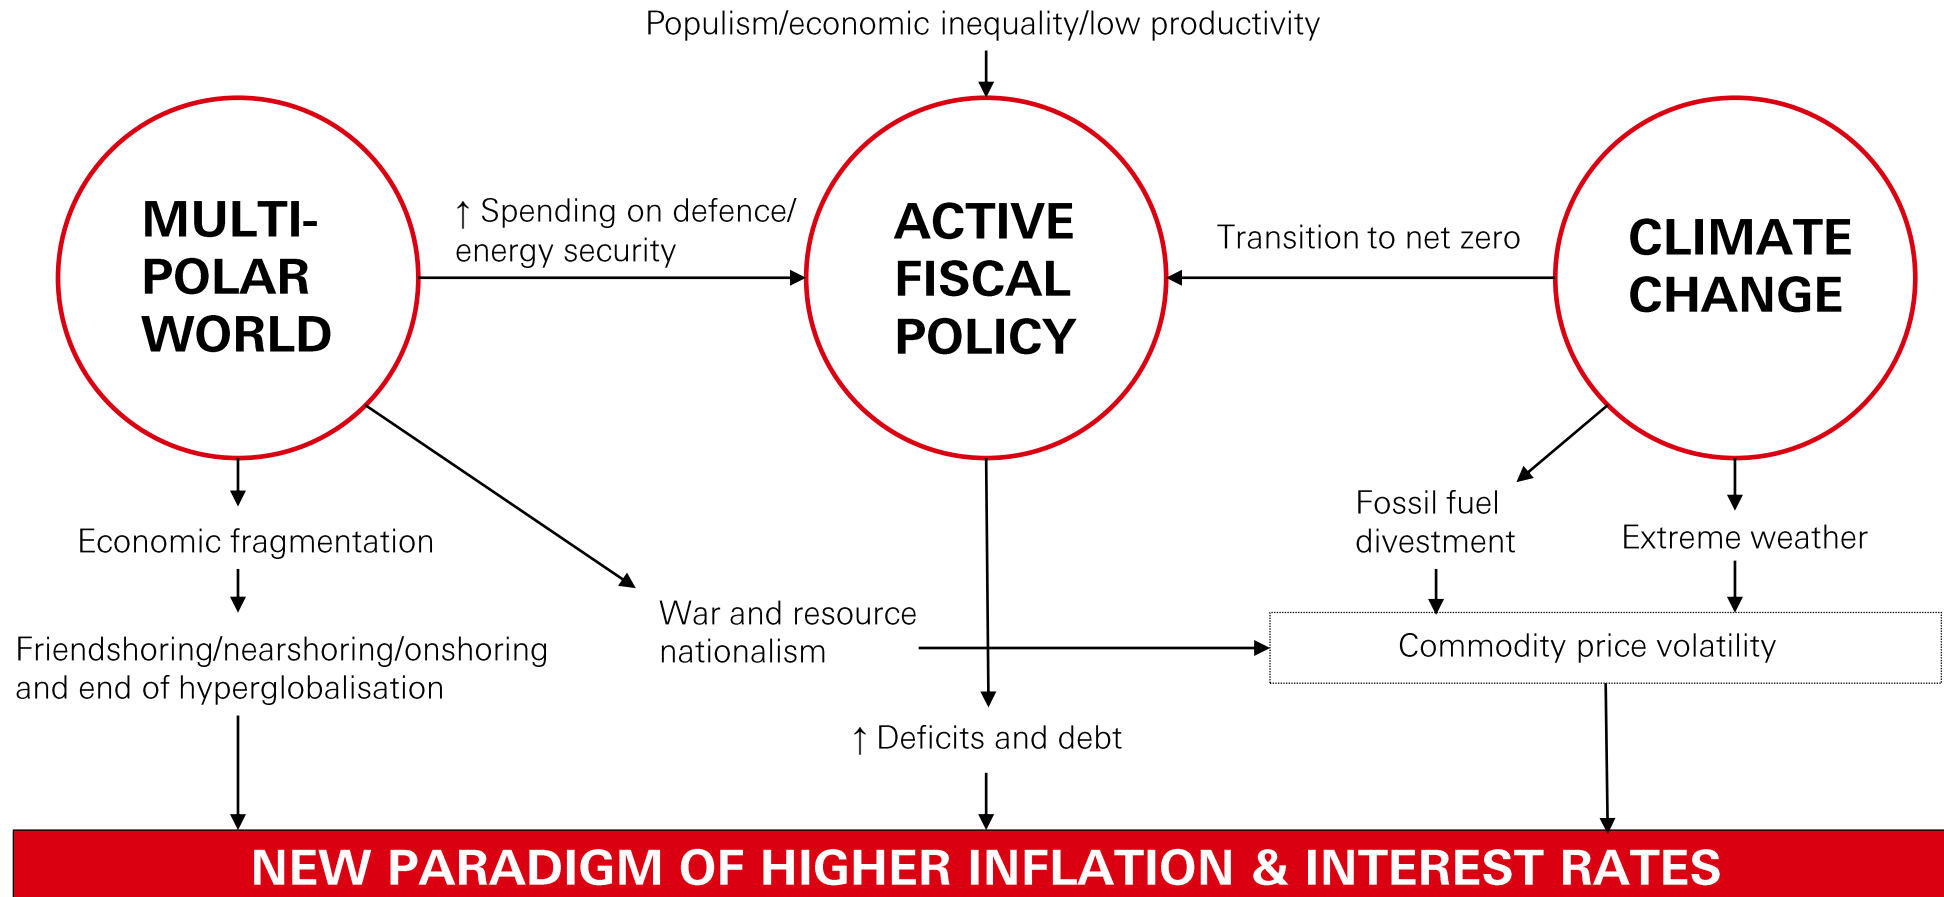 Populism/economic inequality/low productivity
MULTI-
POLAR
WORLD
↑ Spending on defence/
energy security
ACTIVE
FISCAL
POLICY
Transition to net zero
CLIMATE
CHANGE
Economic fragmentation
Friendshoring/nearshoring/onshoring
and end of hyperglobalisation
War and resource
nationalism
↑ Deficits and debt
Fossil fuel
divestment
Extreme weather
Commodity price volatility
NEW PARADIGM OF HIGHER INFLATION & INTEREST RATES